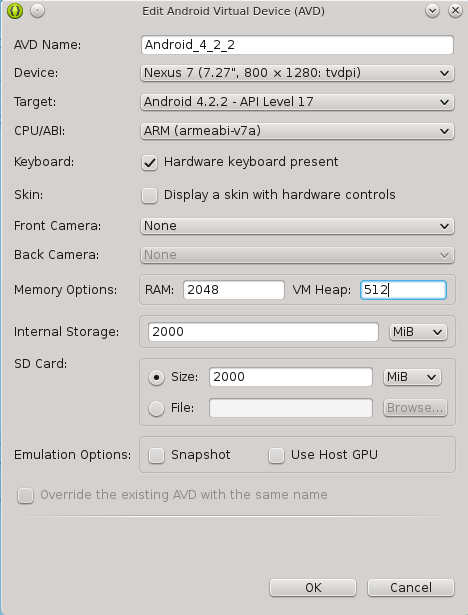 Edit Android Virtual Device (AVD)
AVD Name: Android_4_2_2
Device: Nexus 7 (7.27", 800 × 1280: tvdpi)
Target: Android 4.2.2 - API Level 17
CPU/ABI: ARM (armeabi-v7a)
Keyboard: Hardware keyboard present
Skin: Display a skin with hardware controls
Front Camera: None
Back Camera: None
Memory Options: RAM: 2048 VM Heap: 512
Internal Storage: 2000 MiB
SD Card:
Size: 2000 MiB
File: Browse...
Emulation Options: Snapshot Use Host GPU
Override the existing AVD with the same name
OK Cancel